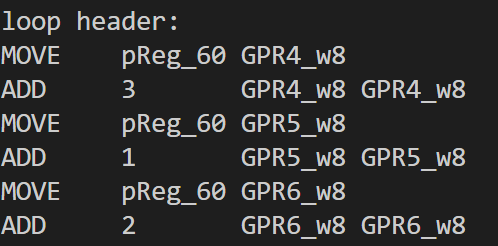 loop header:
MOVE pReg_60 GPR4_w8
ADD 3 GPR4_w8 GPR4_w8
MOVE pReg_60 GPR5_w8
ADD 1 GPR5_w8 GPR5_w8
MOVE pReg_60 GPR6_w8
ADD 2 GPR6_w8 GPR6_w8